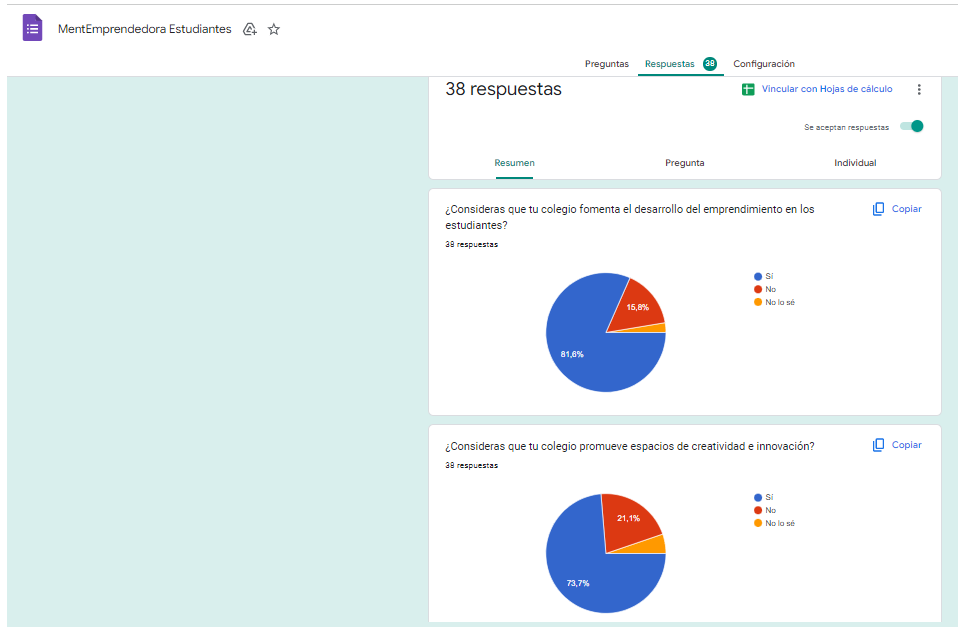 MentEmprendedora Estudiantes
Preguntas
Respuestas 38
Configuración
38 respuestas
Vincular con Hojas de cálculo
Se aceptan respuestas
Resumen
Pregunta
Individual
¿Consideras que tu colegio fomenta el desarrollo del emprendimiento en los
estudiantes?
Copiar
38 respuestas
Sí
No
No lo sé
15,8%
81,6%
¿Consideras que tu colegio promueve espacios de creatividad e innovación?
Copiar
38 respuestas
Sí
No
No lo sé
21,1%
73,7%